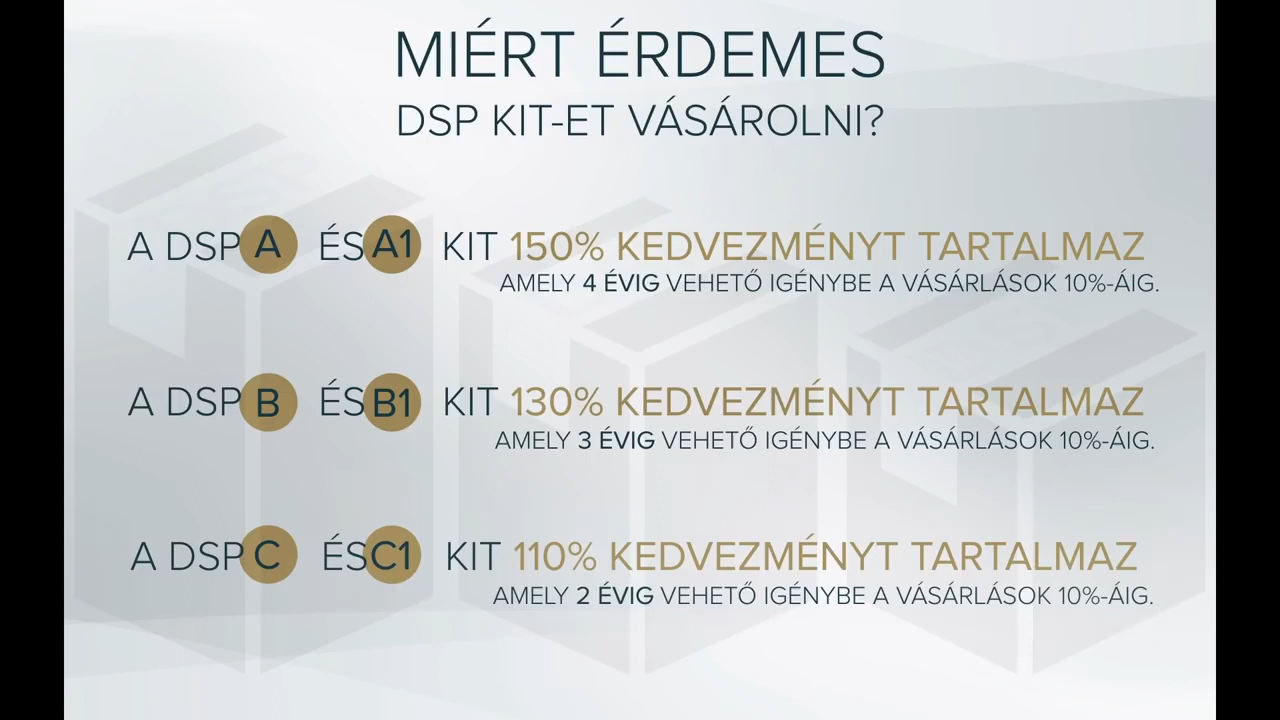 MIÉRT ÉRDEMES
DSP KIT-ET VÁSÁROLNI?
A DSP A ÉS A1 KIT 150% KEDVEZMÉNYT TARTALMAZ
AMELY 4 ÉVIG VEHETŐ IGÉNYBE A VÁSÁRLÁSOK 10%-ÁIG.
A DSP B ÉS B1 KIT 130% KEDVEZMÉNYT TARTALMAZ
AMELY 3 ÉVIG VEHETŐ IGÉNYBE A VÁSÁRLÁSOK 10%-ÁIG.
A DSP C ÉS C1 KIT 110% KEDVEZMÉNYT TARTALMAZ
AMELY 2 ÉVIG VEHETŐ IGÉNYBE A VÁSÁRLÁSOK 10%-ÁIG.